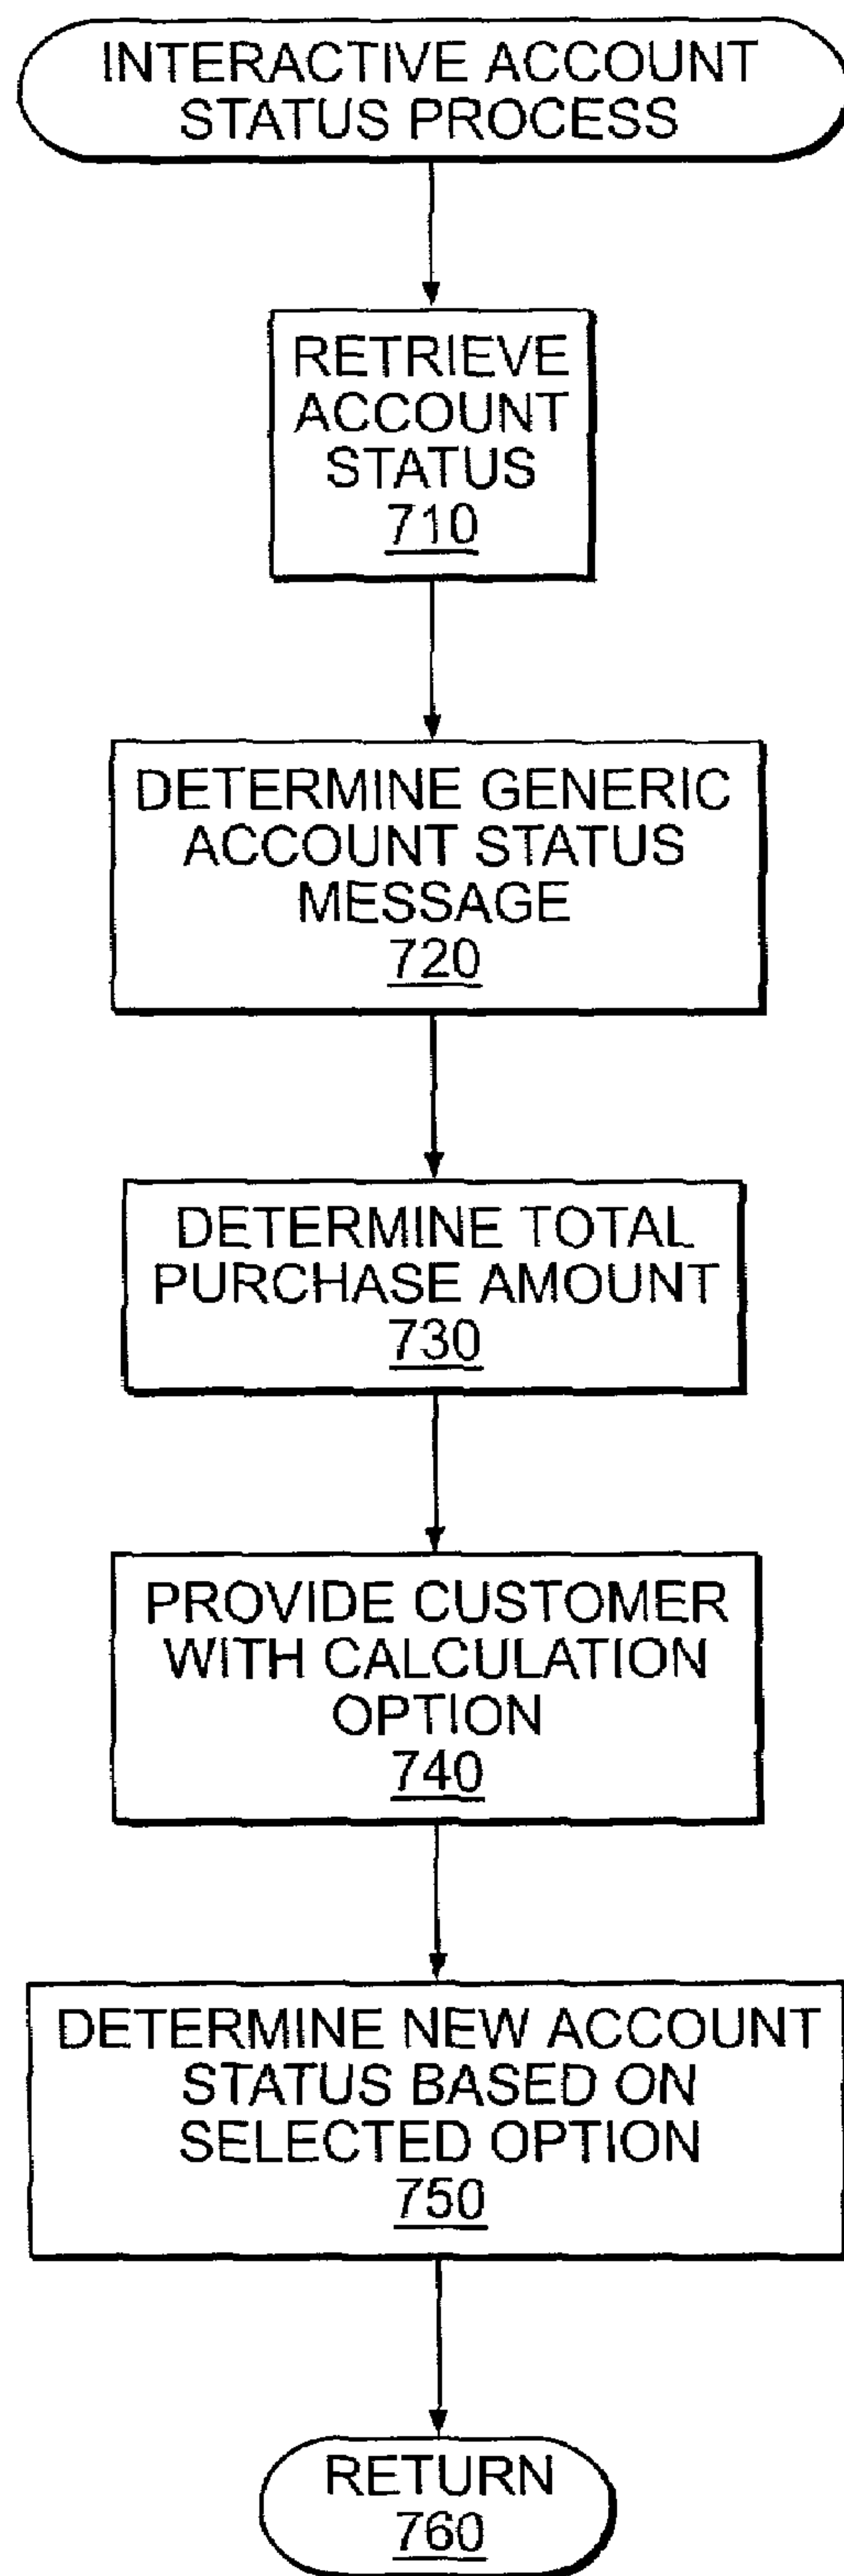 INTERACTIVE ACCOUNT
STATUS PROCESS
RETRIEVE
ACCOUNT
STATUS
710
DETERMINE GENERIC
ACCOUNT STATUS
MESSAGE
720
DETERMINE TOTAL
PURCHASE AMOUNT
730
PROVIDE CUSTOMER
WITH CALCULATION
OPTION
740
DETERMINE NEW ACCOUNT
STATUS BASED ON
SELECTED OPTION
750
RETURN
760